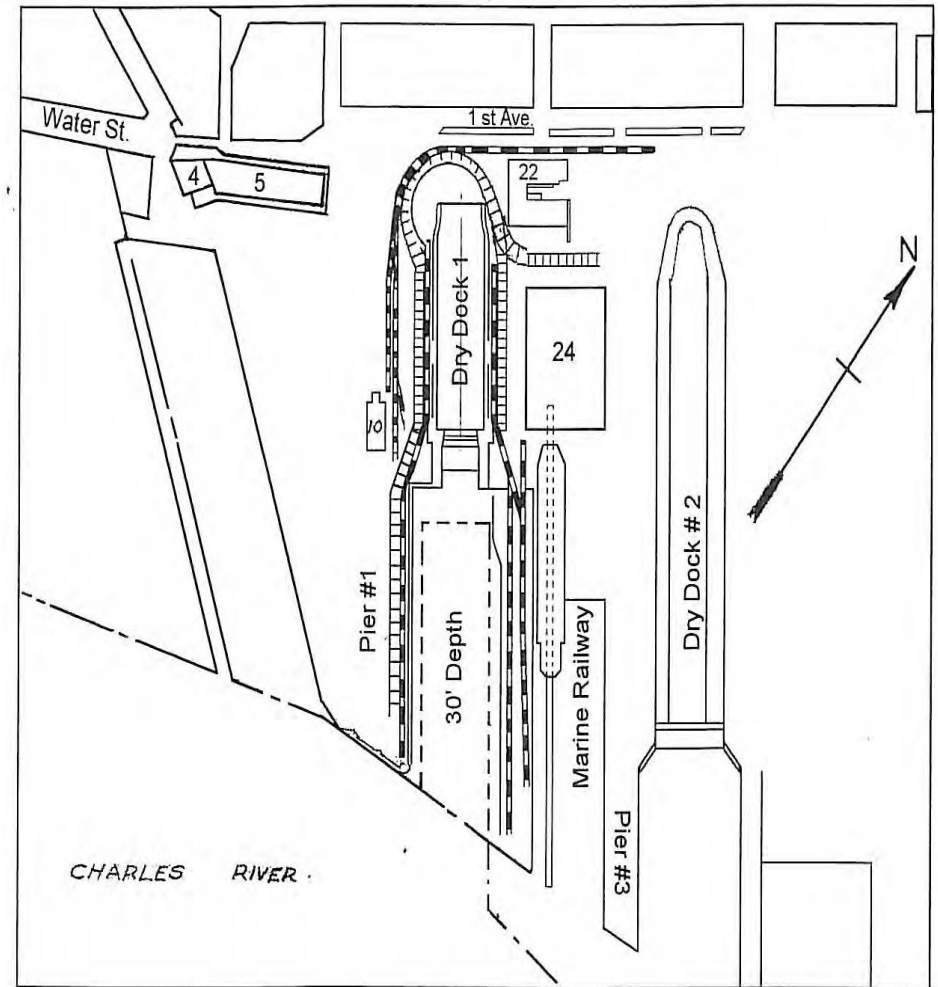 Water St.
1 st Ave.
4
5
22
N
Dry Dock 1
24
10
Dry Dock # 2
Pier #1
30' Depth
Marine Railway
Pier #3
CHARLES RIVER.